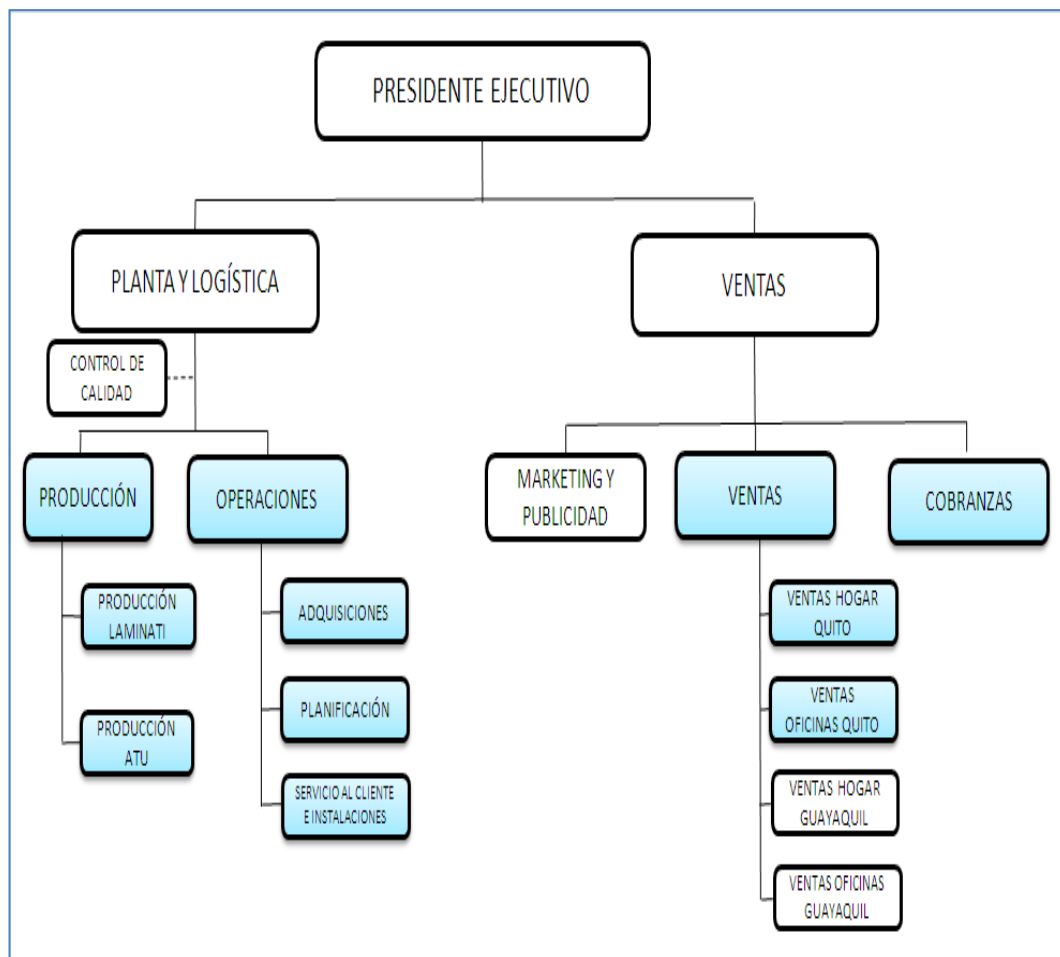 PRESIDENTE EJECUTIVO
PLANTA Y LOGÍSTICA
VENTAS
CONTROL DE
CALIDAD
PRODUCCIÓN
OPERACIONES
MARKETING Y
PUBLICIDAD
VENTAS
COBRANZAS
PRODUCCIÓN
LAMINATI
PRODUCCIÓN
ATU
ADQUISICIONES
PLANIFICACIÓN
SERVICIO AL CLIENTE
E INSTALACIONES
VENTAS HOGAR
QUITO
VENTAS
OFICINAS QUITO
VENTAS HOGAR
GUAYAQUIL
VENTAS OFICINAS
GUAYAQUIL